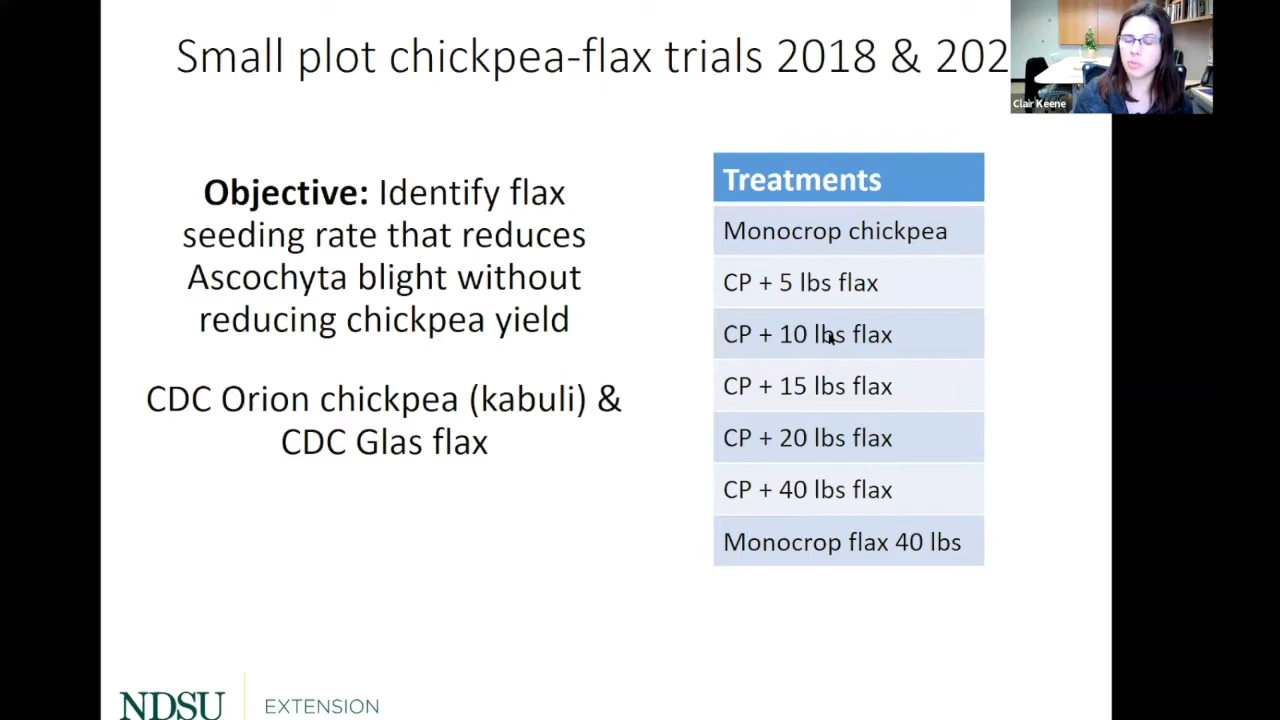 Small plot chickpea-flax trials 2018 & 202
Clair Keene
Objective: Identify flax
seeding rate that reduces
Ascochyta blight without
reducing chickpea yield
CDC Orion chickpea (kabuli) &
CDC Glas flax
Treatments
Monocrop chickpea
CP + 5 lbs flax
CP + 10 lbs flax
CP + 15 lbs flax
CP + 20 lbs flax
CP + 40 lbs flax
Monocrop flax 40 lbs
NDSU EXTENSION